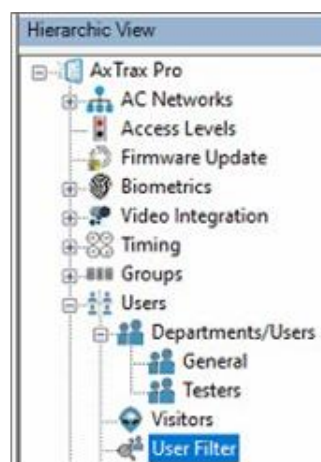 Hierarchic View
AxTrax Pro
AC Networks
Access Levels
Firmware Update
Biometrics
Video Integration
Timing
Groups
Users
Departments/Users
General
Testers
Visitors
User Filter